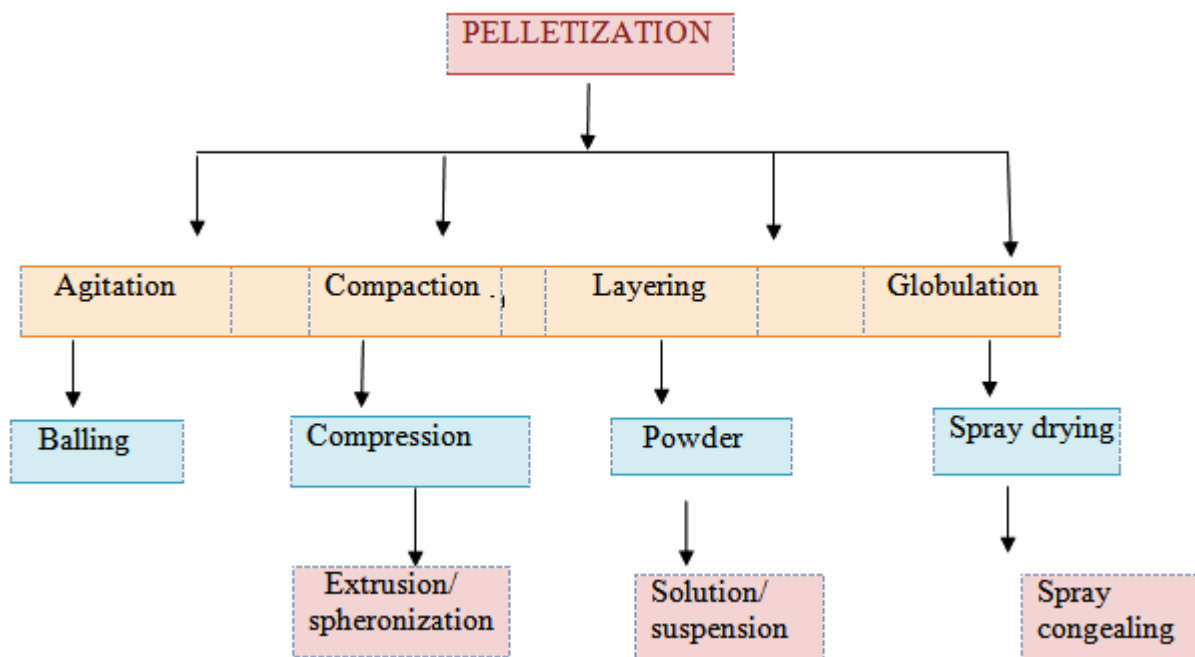 PELLETIZATION
Agitation
Compaction
Layering
Globulation
Balling
Compression
Powder
Spray drying
Extrusion/
spheronization
Solution/
suspension
Spray
congealing